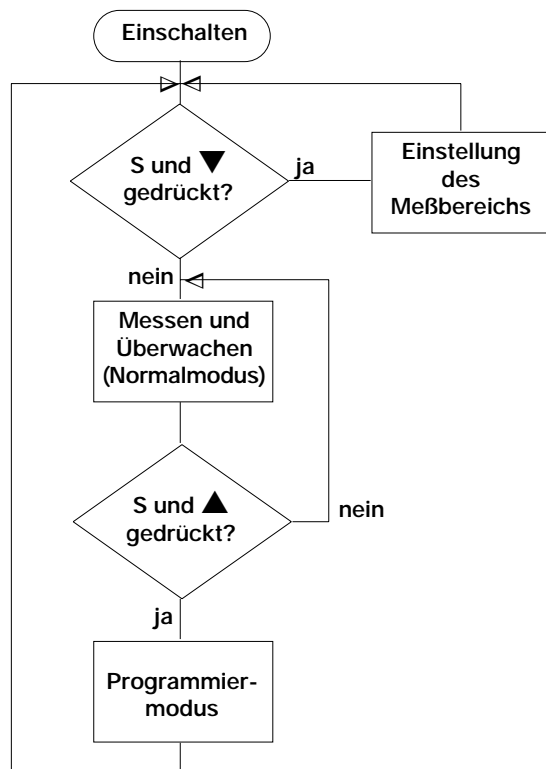 Einschalten
S und ▼
gedrückt?
ja
Einstellung
des
Meßbereichs
nein
Messen und
Überwachen
(Normalmodus)
S und ▲
gedrückt?
nein
ja
Programmier-
modus